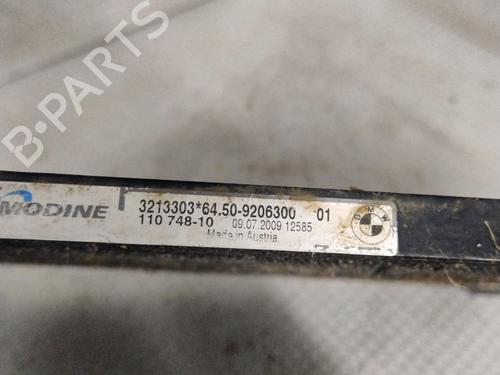 B-PARTS
MODINE
3213303*64.50-9206300 01
110 748-10 09.07.2009 12585
Made in Austria
BMW